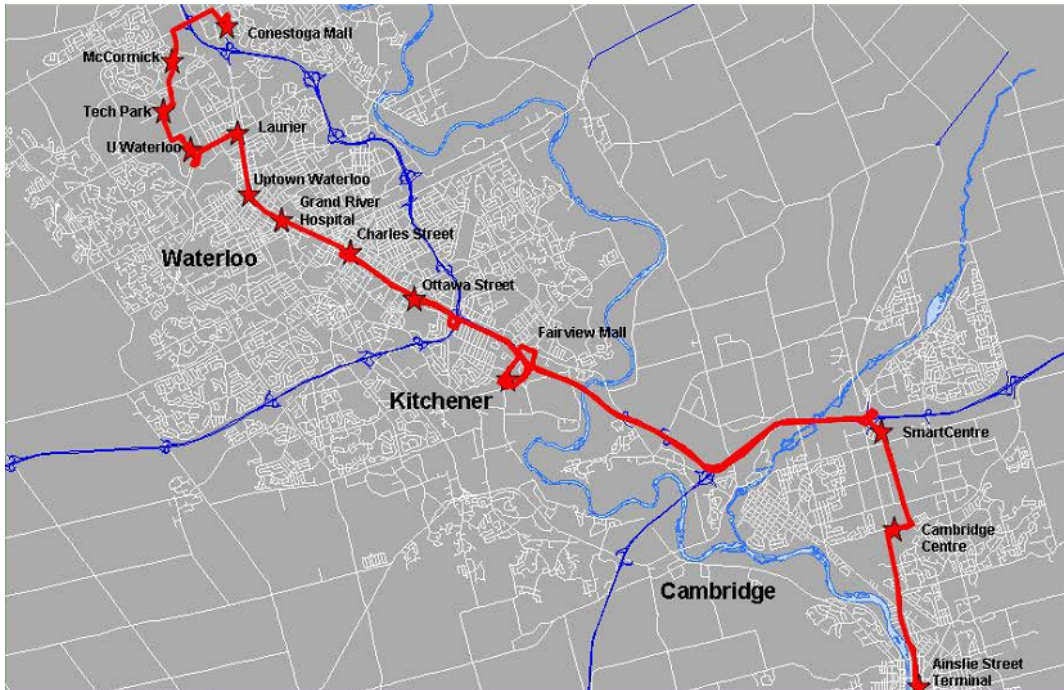 Conestoga Mall
McCormick
Tech Park
Laurier
U Waterloo
Uptown Waterloo
Grand River
Hospital
Charles Street
Waterloo
Ottawa Street
Fairview Mall
Kitchener
SmartCentre
Cambridge
Centre
Cambridge
Ainslie Street
Terminal